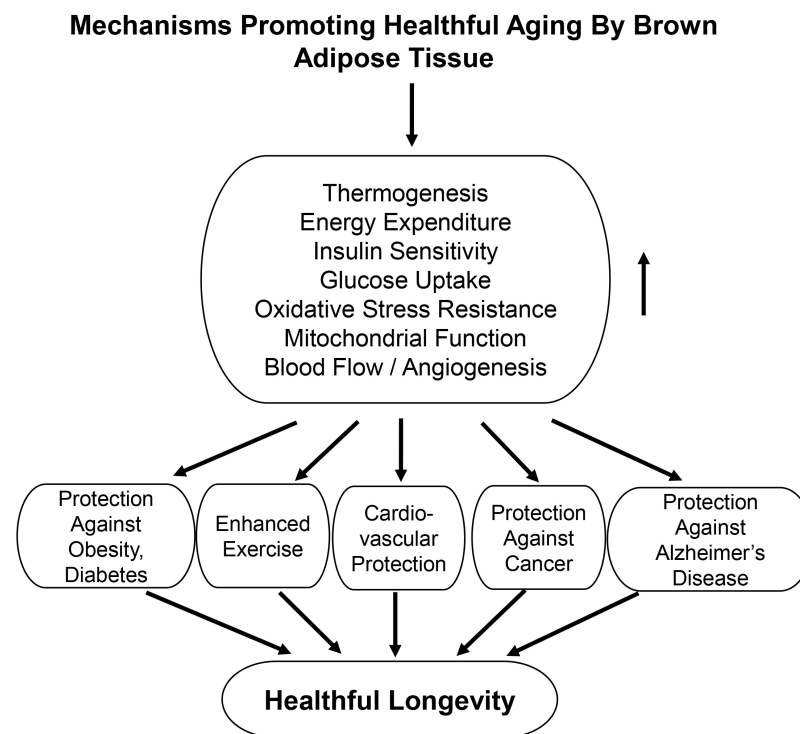 Mechanisms Promoting Healthful Aging By Brown
Adipose Tissue
Thermogenesis
Energy Expenditure
Insulin Sensitivity
Glucose Uptake
Oxidative Stress Resistance
Mitochondrial Function
Blood Flow / Angiogenesis
Protection
Against
Obesity,
Diabetes
Enhanced
Exercise
Cardio-
vascular
Protection
Protection
Against
Cancer
Protection
Against
Alzheimer's
Disease
Healthful Longevity